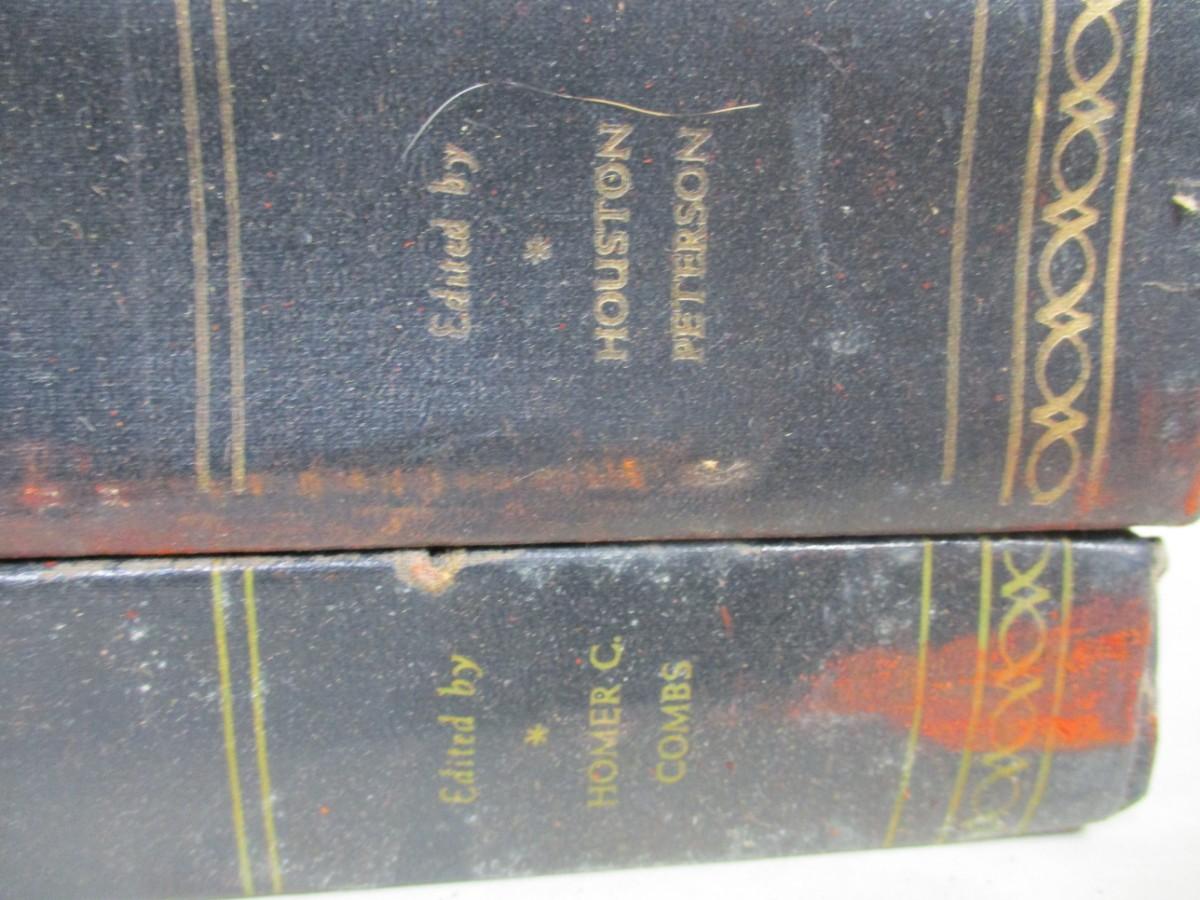 Edited by
*
HOUSTON
PETERSON
Edited by
*
HOMER C.
COMBS